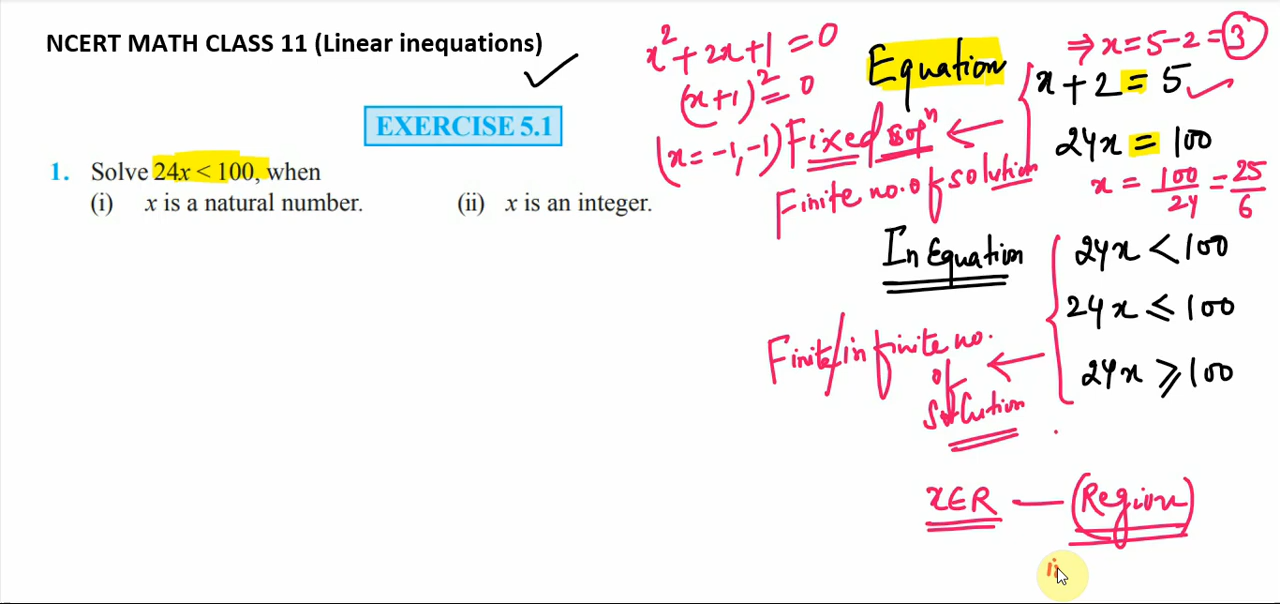 NCERT MATH CLASS 11 (Linear inequations)
EXERCISE 5.1
1. Solve 24x < 100, when
(i) x is a natural number. (ii) x is an integer.
x² + 2x + 1 = 0
(x+1)² = 0
(x = -1, -1)
Equation
⇒ x = 5 - 2 = 3
x + 2 = 5
24x = 100
x = 100/24 = 25/6
Fixed solⁿ
Finite no. of solution
In Equation
24x < 100
24x ≤ 100
24x ≥ 100
Finite/infinite no.
of
solution
x∈R — (Region)